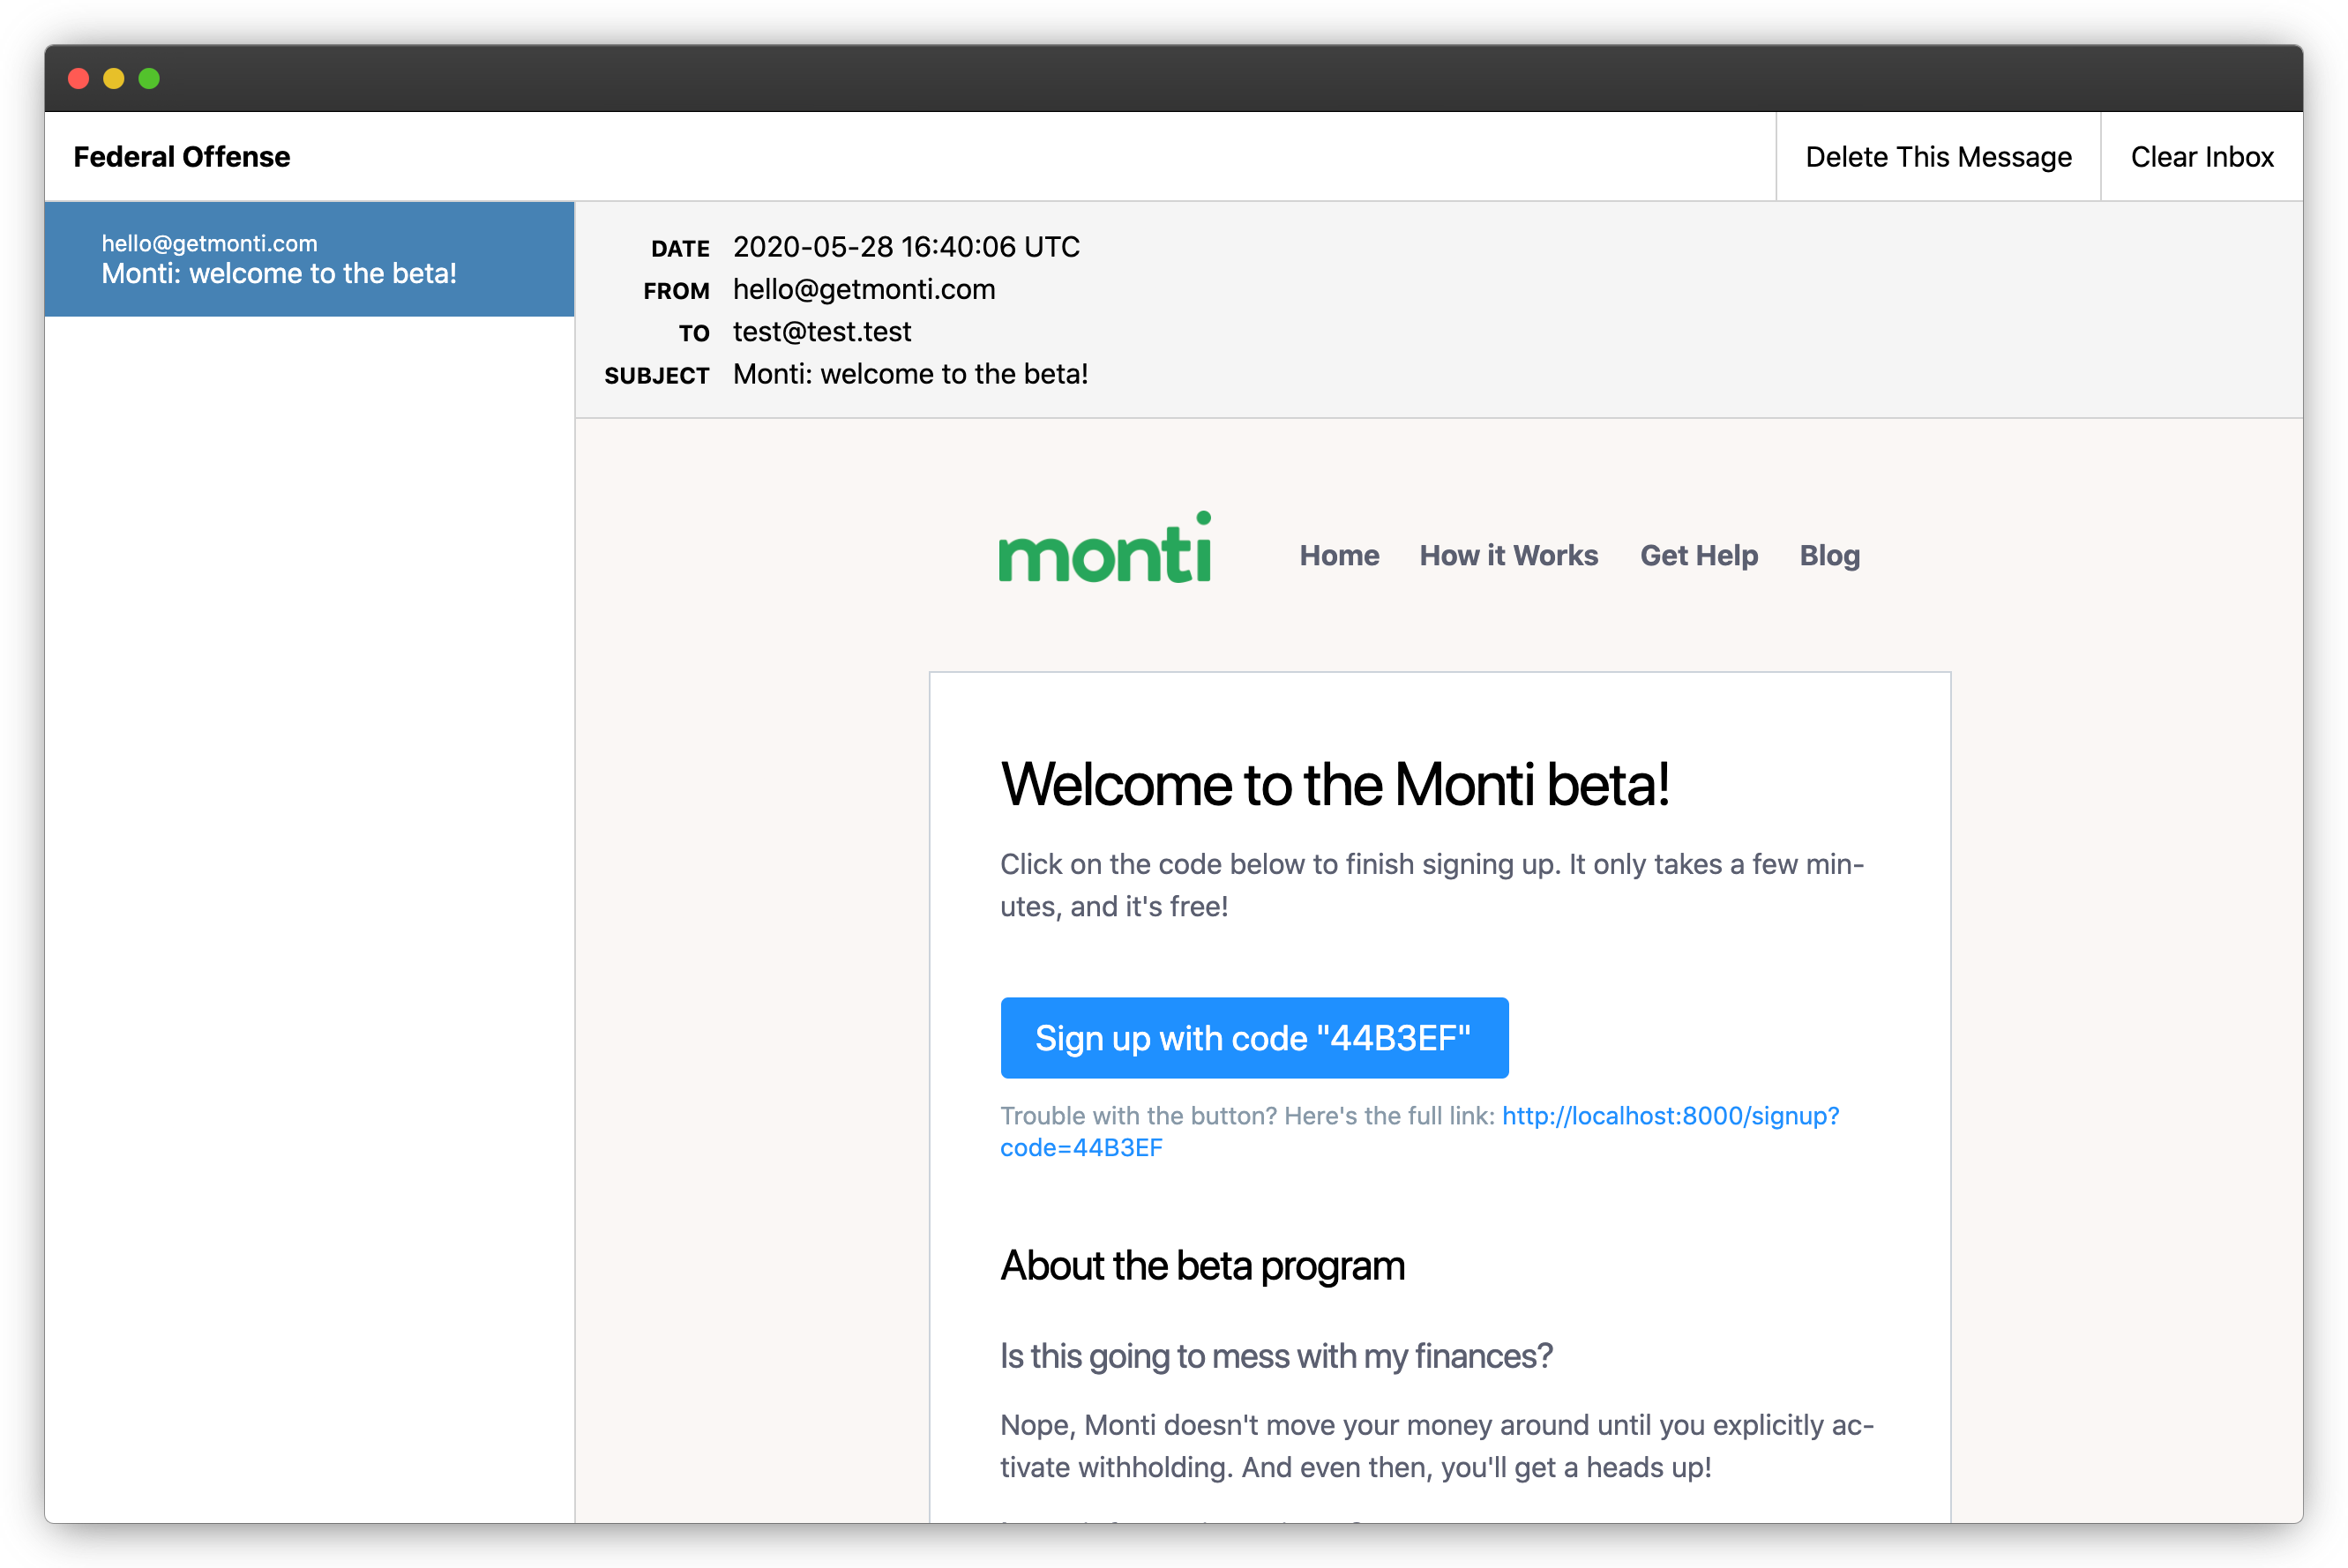 Federal Offense
Delete This Message
Clear Inbox
hello@getmonti.com
Monti: welcome to the beta!
DATE 2020-05-28 16:40:06 UTC
FROM hello@getmonti.com
TO test@test.test
SUBJECT Monti: welcome to the beta!
monti
Home How it Works Get Help Blog
Welcome to the Monti beta!
Click on the code below to finish signing up. It only takes a few min-
utes, and it's free!
Sign up with code "44B3EF"
Trouble with the button? Here's the full link: http://localhost:8000/signup?
code=44B3EF
About the beta program
Is this going to mess with my finances?
Nope, Monti doesn't move your money around until you explicitly ac-
tivate withholding. And even then, you'll get a heads up!